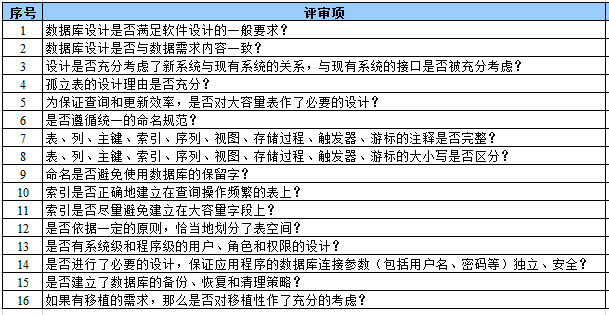 序号 评审项
1 数据库设计是否满足软件设计的一般要求？
2 数据库设计是否与数据需求内容一致？
3 设计是否充分考虑了新系统与现有系统的关系，与现有系统的接口是否被充分考虑？
4 孤立表的设计理由是否充分？
5 为保证查询和更新效率，是否对大容量表作了必要的设计？
6 是否遵循统一的命名规范？
7 表、列、主键、索引、序列、视图、存储过程、触发器、游标的注释是否完整？
8 表、列、主键、索引、序列、视图、存储过程、触发器、游标的大小写是否区分？
9 命名是否避免使用数据库的保留字？
10 索引是否正确地建立在查询操作频繁的表上？
11 索引是否尽量避免建立在大容量字段上？
12 是否依据一定的原则，恰当地划分了表空间？
13 是否有系统级和程序级的用户、角色和权限的设计？
14 是否进行了必要的设计，保证应用程序的数据库连接参数（包括用户名、密码等）独立、安全？
15 是否建立了数据库的备份、恢复和清理策略？
16 如果有移植的需求，那么是否对移植性作了充分的考虑？